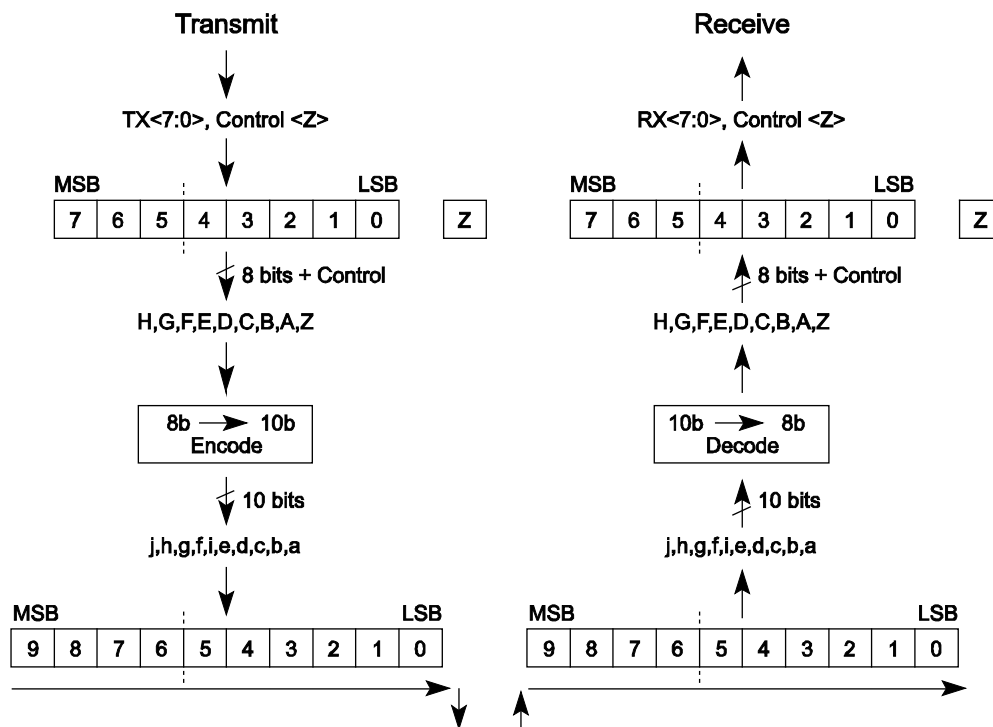 Transmit
TX<7:0>, Control <Z>
MSB LSB
7 6 5 4 3 2 1 0 Z
8 bits + Control
H,G,F,E,D,C,B,A,Z
8b 10b
Encode
10 bits
j,h,g,f,i,e,d,c,b,a
MSB LSB
9 8 7 6 5 4 3 2 1 0
Receive
RX<7:0>, Control <Z>
MSB LSB
7 6 5 4 3 2 1 0 Z
8 bits + Control
H,G,F,E,D,C,B,A,Z
10b 8b
Decode
10 bits
j,h,g,f,i,e,d,c,b,a
MSB LSB
9 8 7 6 5 4 3 2 1 0